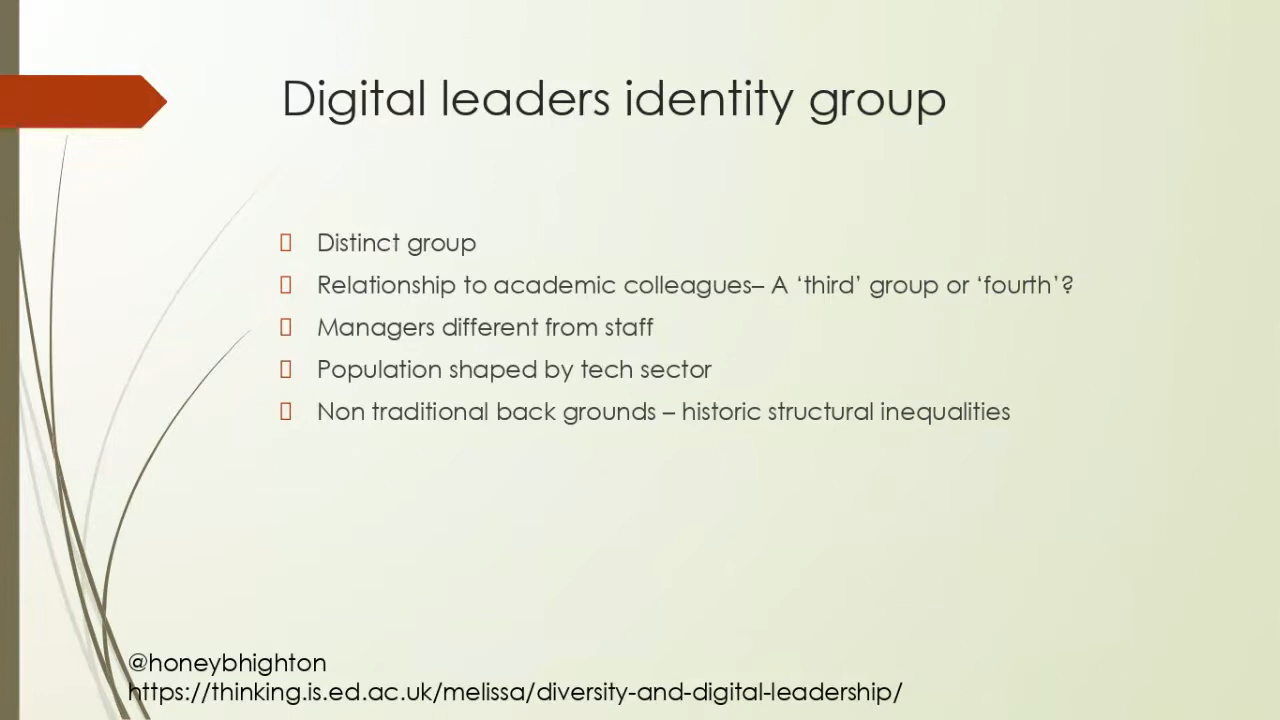 Digital leaders identity group
Distinct group
Relationship to academic colleagues– A ‘third’ group or ‘fourth’?
Managers different from staff
Population shaped by tech sector
Non traditional back grounds – historic structural inequalities
@honeybhighton
https://thinking.is.ed.ac.uk/melissa/diversity-and-digital-leadership/